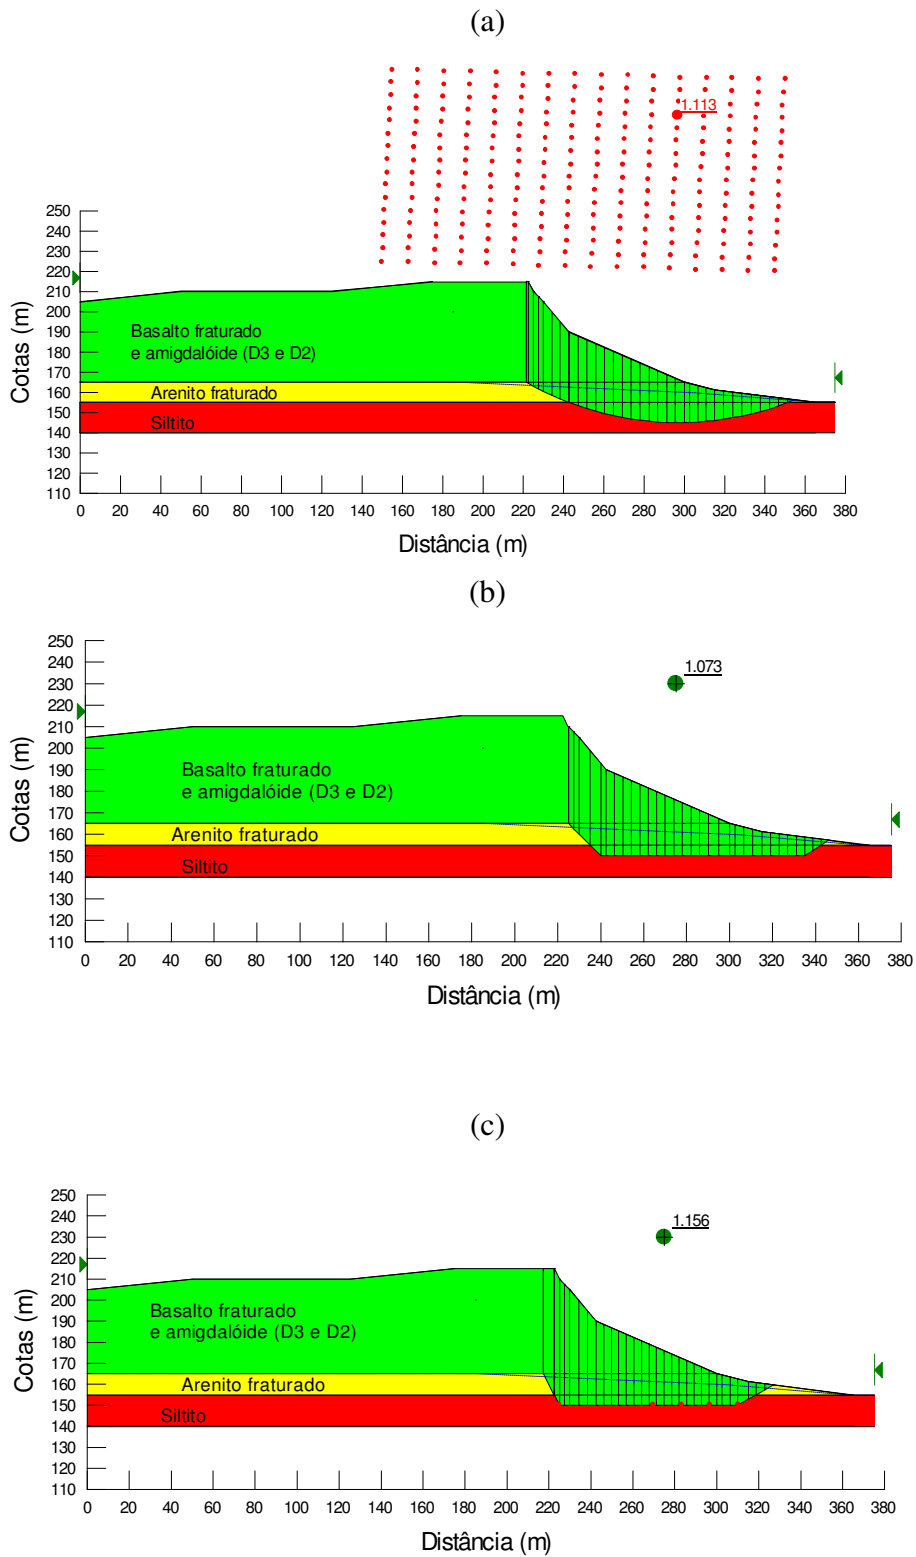 (a)
1.113
250
240
230
220
210
200
190
180
170
160
150
140
130
120
110
Cotas (m)
Basalto fraturado
e amigdalóide (D3 e D2)
Arenito fraturado
Siltito
0 20 40 60 80 100 120 140 160 180 200 220 240 260 280 300 320 340 360 380
Distância (m)
(b)
1.073
250
240
230
220
210
200
190
180
170
160
150
140
130
120
110
Cotas (m)
Basalto fraturado
e amigdalóide (D3 e D2)
Arenito fraturado
Siltito
0 20 40 60 80 100 120 140 160 180 200 220 240 260 280 300 320 340 360 380
Distância (m)
(c)
1.156
250
240
230
220
210
200
190
180
170
160
150
140
130
120
110
Cotas (m)
Basalto fraturado
e amigdalóide (D3 e D2)
Arenito fraturado
Siltito
0 20 40 60 80 100 120 140 160 180 200 220 240 260 280 300 320 340 360 380
Distância (m)